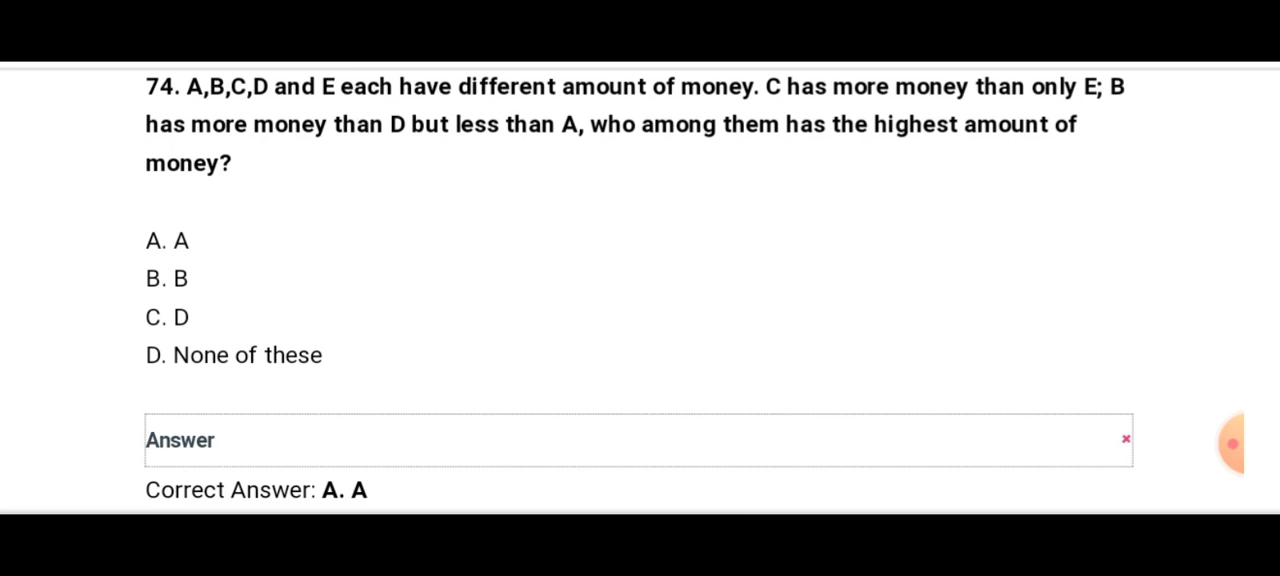 74. A,B,C,D and E each have different amount of money. C has more money than only E; B
has more money than D but less than A, who among them has the highest amount of
money?
A. A
B. B
C. D
D. None of these
Answer
Correct Answer: A. A